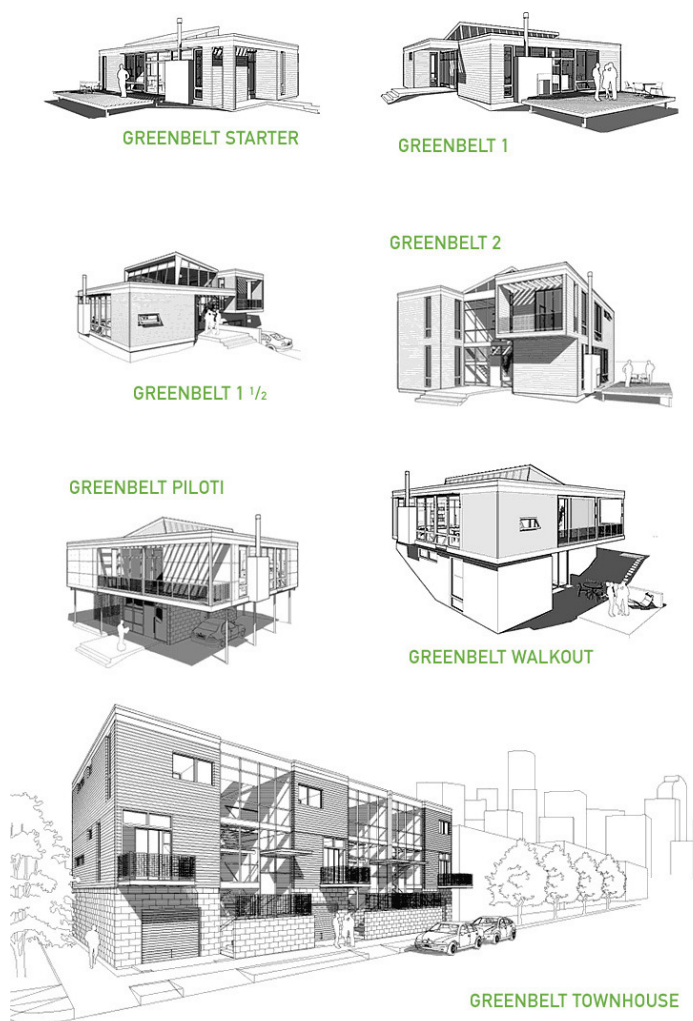 GREENBELT STARTER
GREENBELT 1
GREENBELT 2
GREENBELT 1 1/2
GREENBELT PILOTI
GREENBELT WALKOUT
GREENBELT TOWNHOUSE